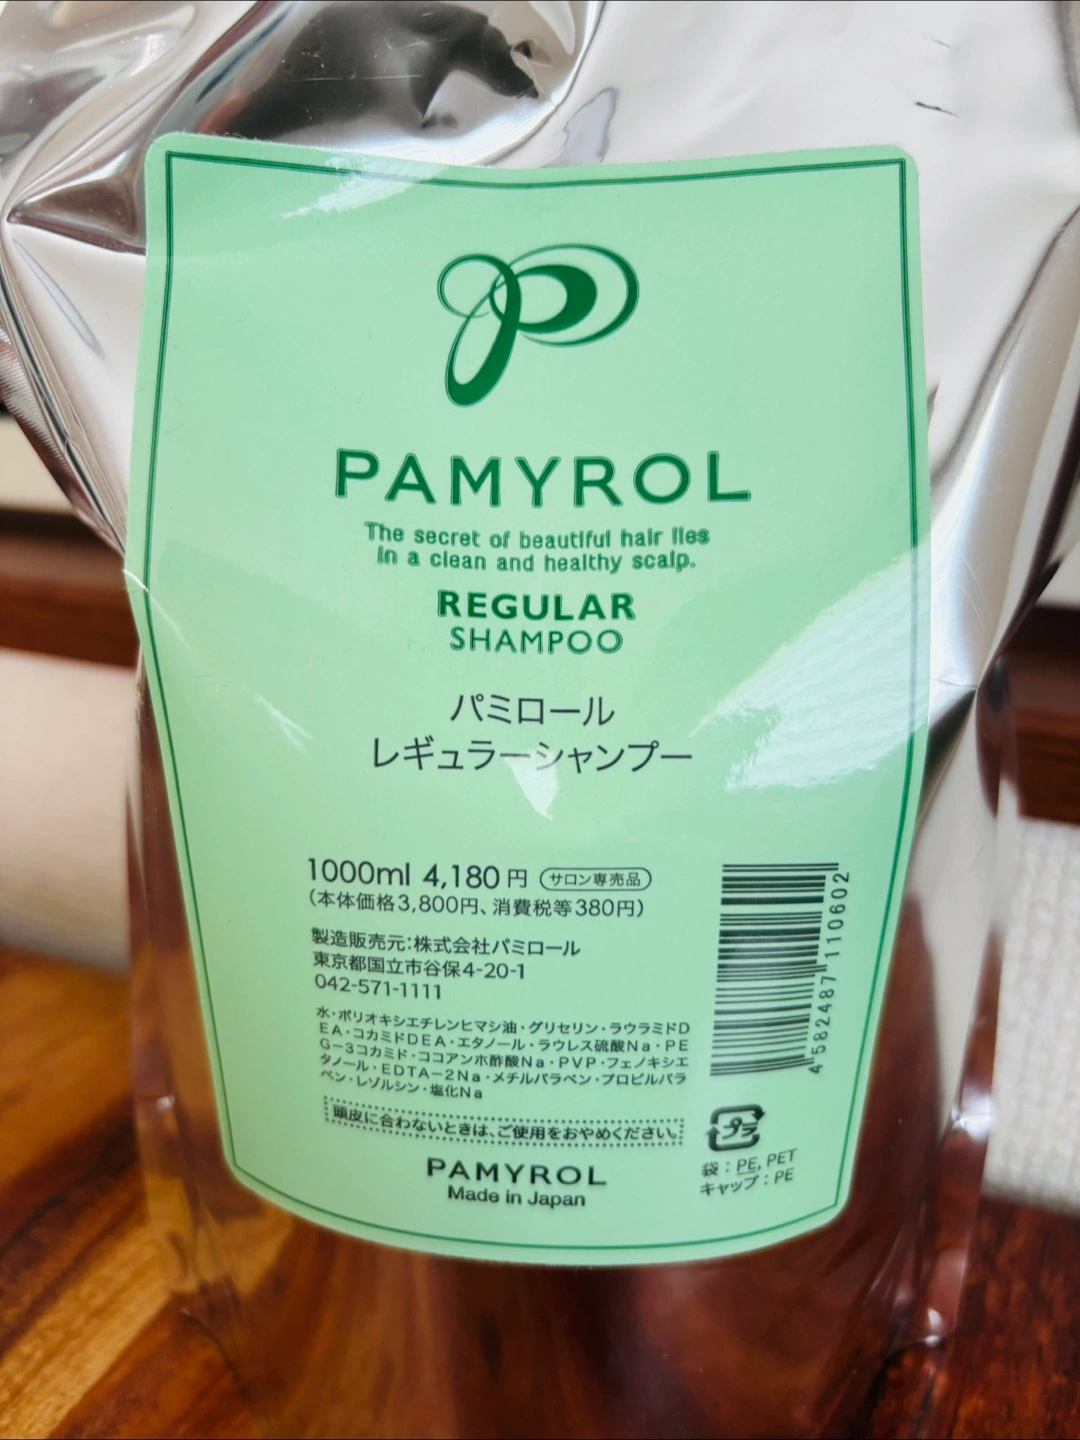 PAMYROL
The secret of beautiful hair lies
in a clean and healthy scalp.
REGULAR
SHAMPOO
パミロール
レギュラーシャンプー
1000ml 4,180円 サロン専売品
(本体価格3,800円、消費税等380円)
製造販売元:株式会社パミロール
東京都国立市谷保4-20-1
042-571-1111
水・ポリオキシエチレンヒマシ油・グリセリン・ラウラミドD
EA・コカミドDEA・エタノール・ラウレス硫酸Na・PE
G-3コカミド・ココアンホ酢酸Na・PVP・フェノキシエ
タノール・EDTA-2Na・メチルパラベン・プロピルパラ
ベン・レゾルシン・塩化Na
頭皮に合わないときは、ご使用をおやめください。
PAMYROL
Made in Japan
4 582487 110602
プラ
袋:PE, PET
キャップ:PE